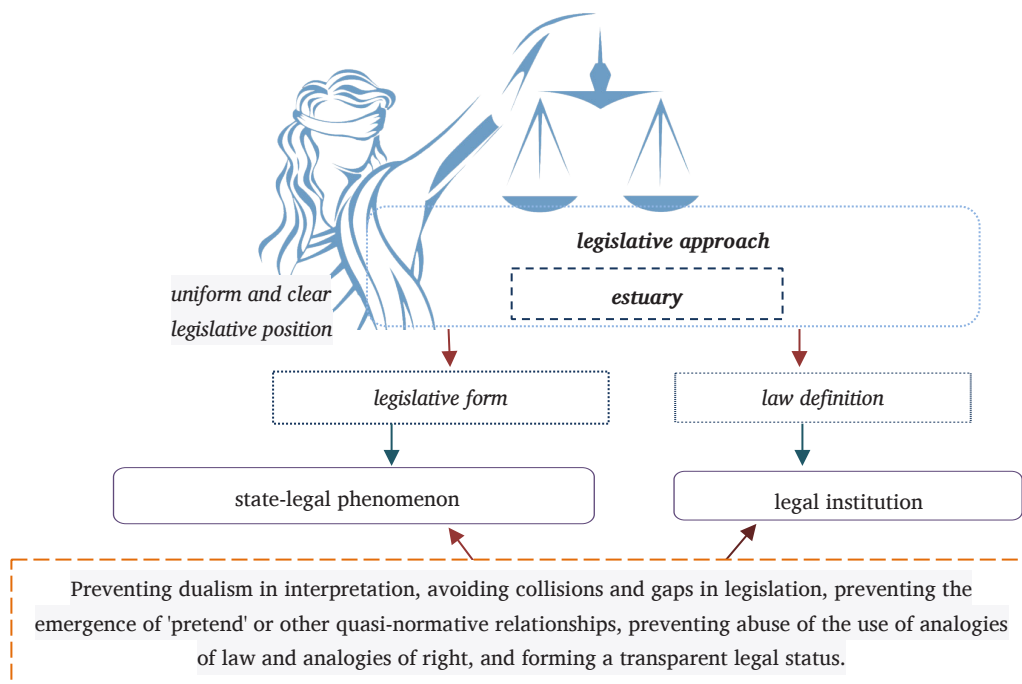 legislative approach
estuary
uniform and clear
legislative position
legislative form
law definition
state-legal phenomenon
legal institution
Preventing dualism in interpretation, avoiding collisions and gaps in legislation, preventing the
emergence of 'pretend' or other quasi-normative relationships, preventing abuse of the use of analogies
of law and analogies of right, and forming a transparent legal status.